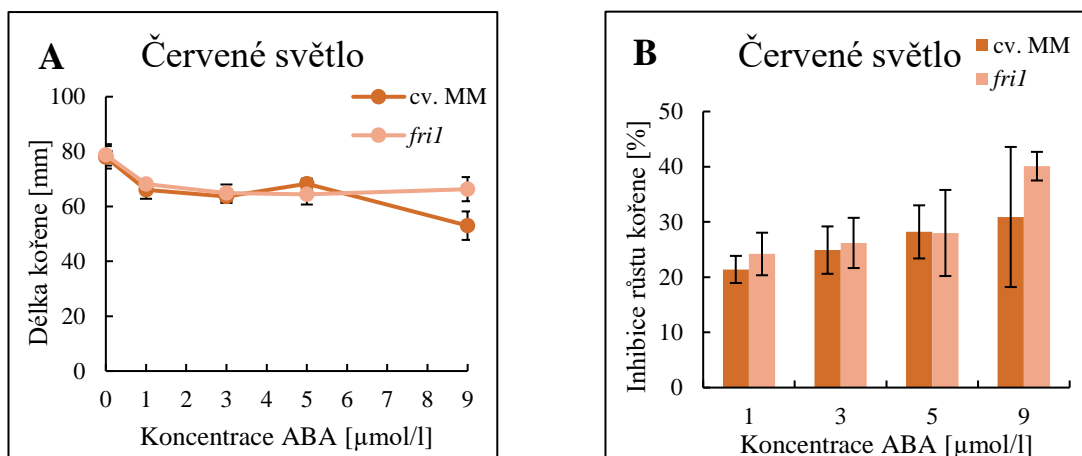 A
Červené světlo
cv. MM
fri1
Délka kořene [mm]
100
80
60
40
20
0
0 1 2 3 4 5 6 7 8 9
Koncentrace ABA [µmol/l]
B
Červené světlo
cv. MM
fri1
Inhibice růstu kořene [%]
50
40
30
20
10
0
1 3 5 9
Koncentrace ABA [µmol/l]